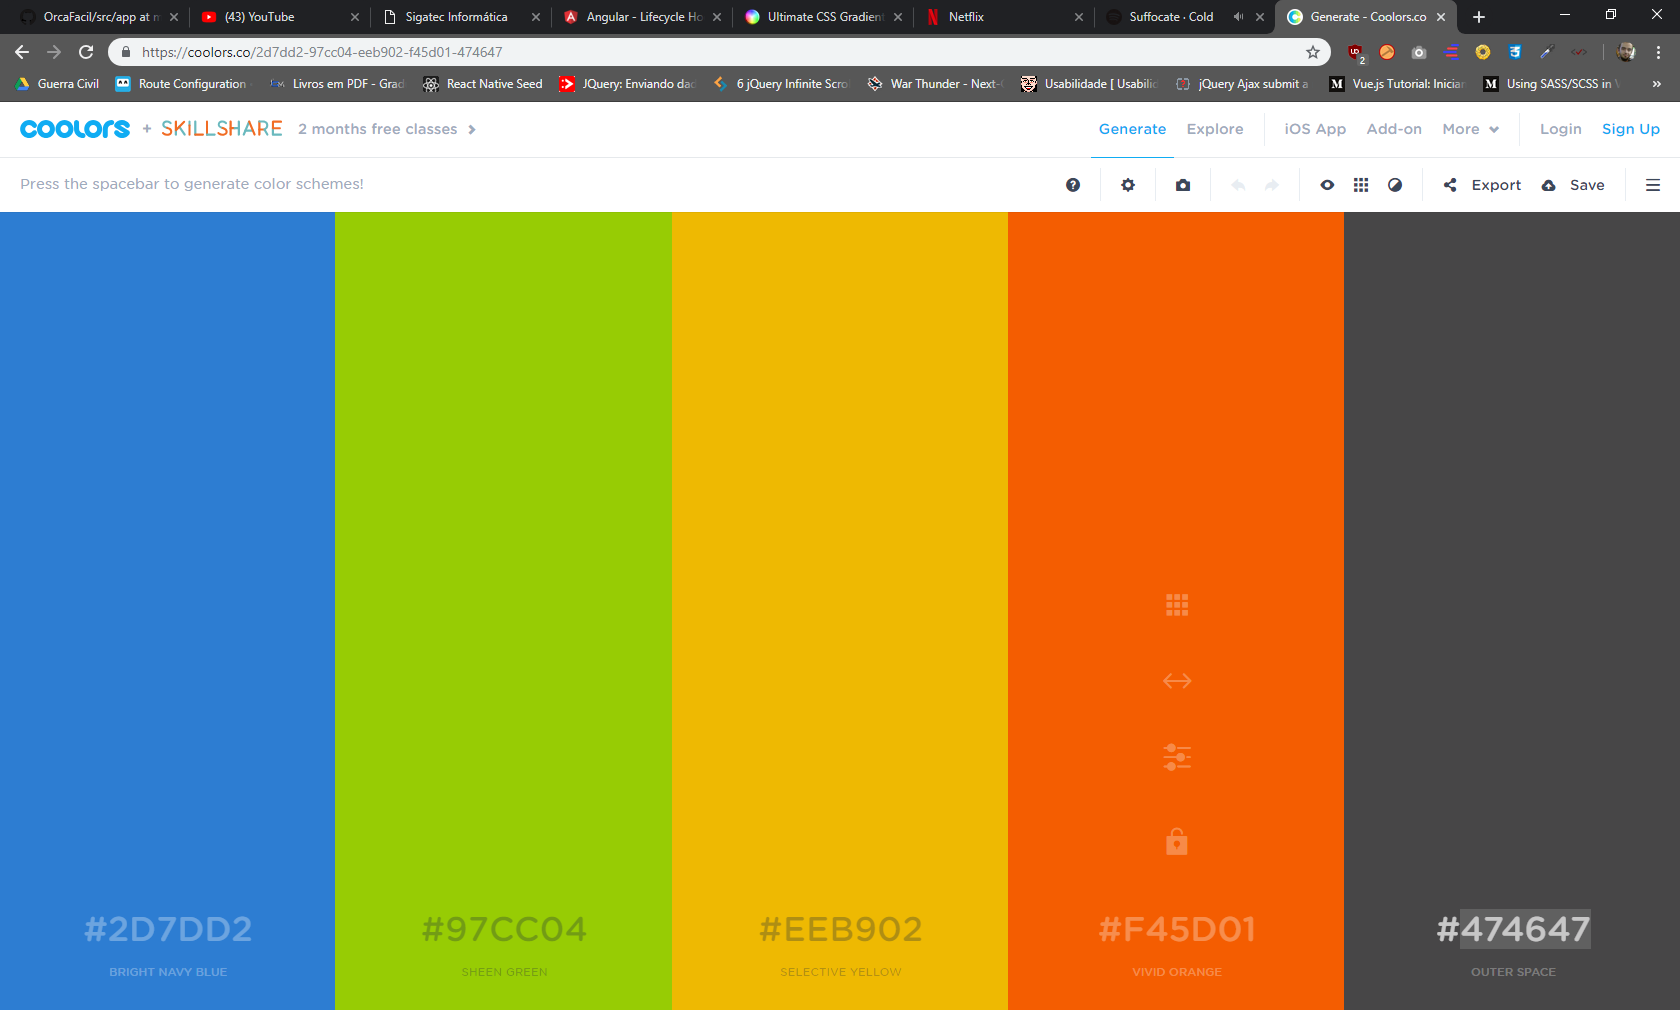 OrcaFacil/src/app at m (43) YouTube Sigatec Informática Angular - Lifecycle Ho Ultimate CSS Gradient Netflix Suffocate · Cold Generate - Coolors.co
https://coolors.co/2d7dd2-97cc04-eeb902-f45d01-474647
Guerra Civil Route Configuration Livros em PDF - Grad React Native Seed JQuery: Enviando dao 6 jQuery Infinite Scro War Thunder - Next- Usabilidade [ Usabilid jQuery Ajax submit a Vue.js Tutorial: Inician Using SASS/SCSS in V »
coolors + SKILLSHARE 2 months free classes Generate Explore iOS App Add-on More Login Sign Up
Press the spacebar to generate color schemes! Export Save
#2D7DD2 #97CC04 #EEB902 #F45D01 #474647
BRIGHT NAVY BLUE SHEEN GREEN SELECTIVE YELLOW VIVID ORANGE OUTER SPACE